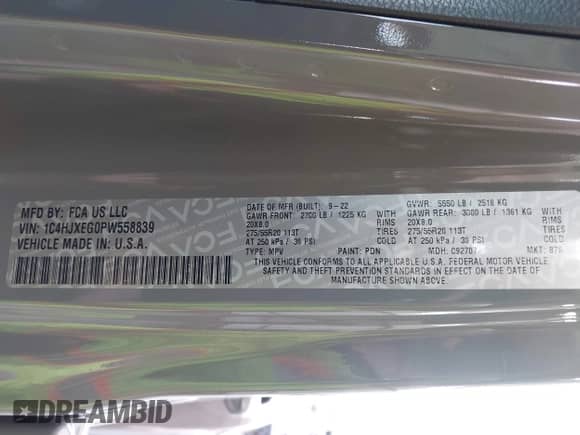 MFD BY: FCA US LLC
VIN: 1C4HJXEG0PW558839
VEHICLE MADE IN: U.S.A.
DATE OF MFR (BUILT): 9-22
GAWR FRONT: 2700 LB / 1225 KG WITH
20X8.0 RIMS
275/55R20 113T TIRES
AT 250 kPa / 36 PSI COLD
TYPE: MPV PAINT: PDN
GVWR: 5550 LB / 2518 KG
GAWR REAR: 3000 LB / 1361 KG WITH
20X8.0 RIMS
275/55R20 113T TIRES
AT 250 kPa / 36 PSI COLD
MDH: 092707 MKT: B76
THIS VEHICLE CONFORMS TO ALL APPLICABLE U.S.A. FEDERAL MOTOR VEHICLE
SAFETY AND THEFT PREVENTION STANDARDS IN EFFECT ON THE DATE OF
MANUFACTURE SHOWN ABOVE.
DREAMBID